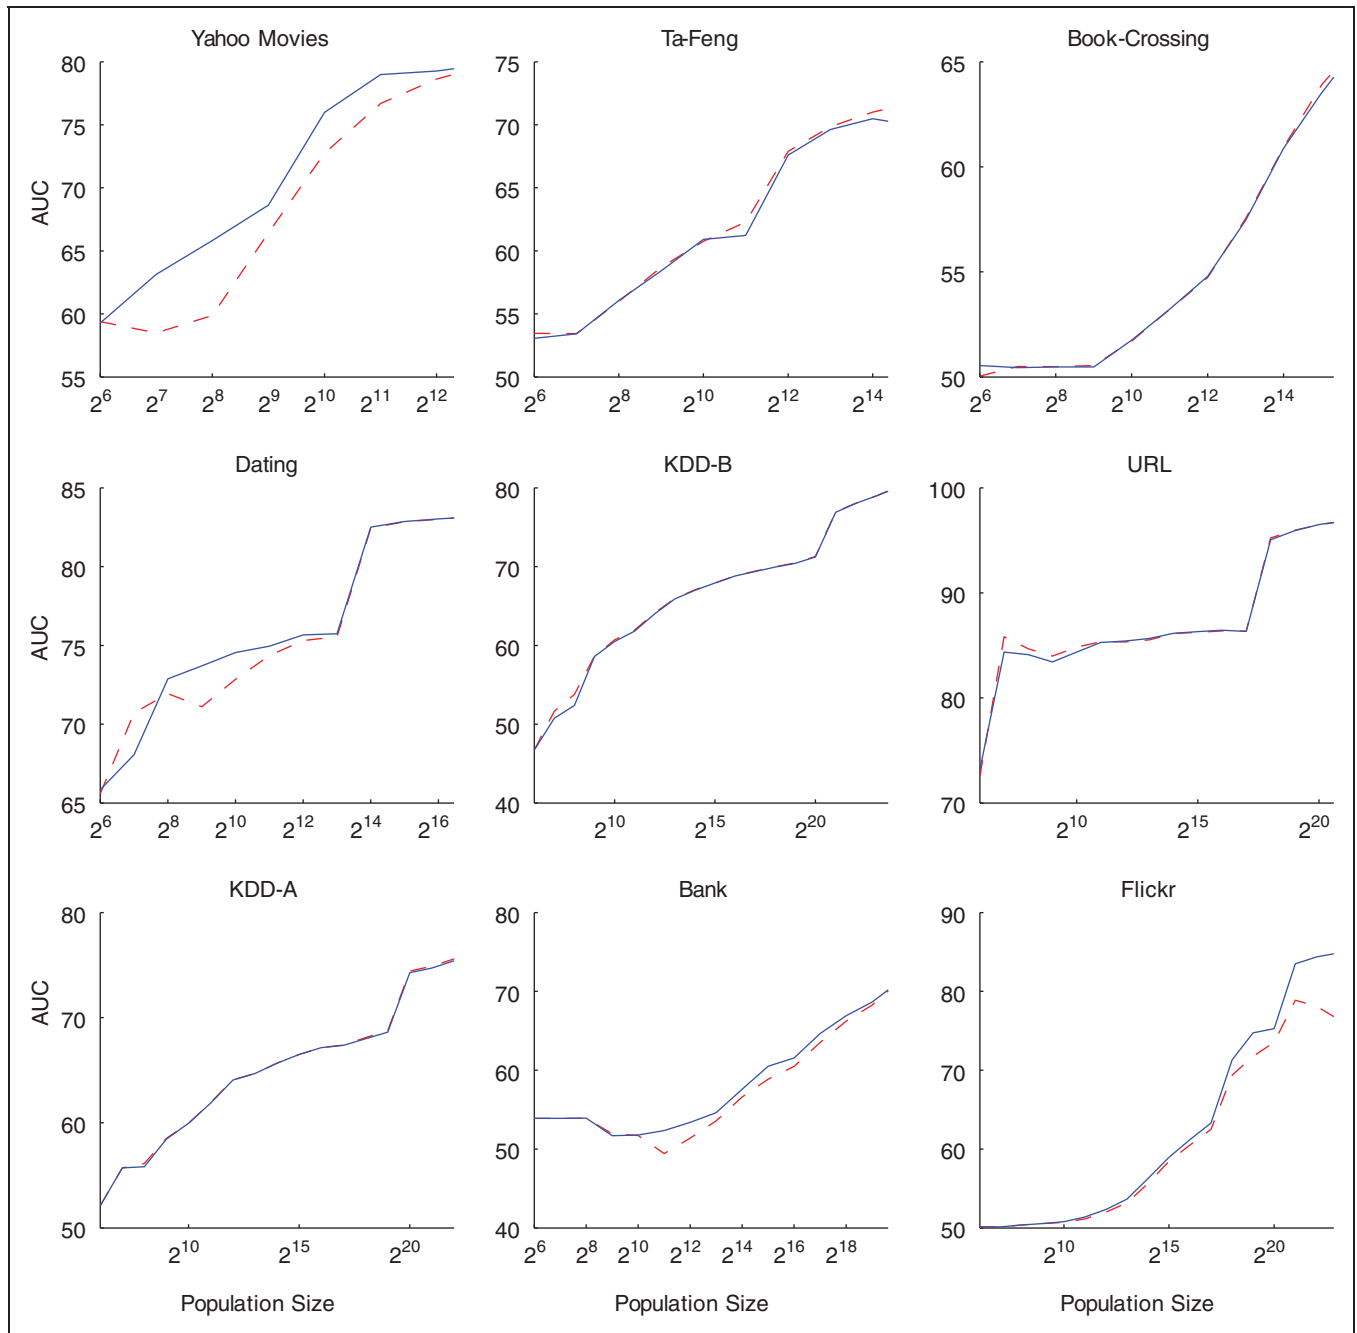 Yahoo Movies
Ta-Feng
Book-Crossing
80
75
70
65
60
55
AUC
2^6 2^7 2^8 2^9 2^10 2^11 2^12
75
70
65
60
55
50
2^6 2^8 2^10 2^12 2^14
65
60
55
50
2^6 2^8 2^10 2^12 2^14
Dating
KDD-B
URL
85
80
75
70
65
AUC
2^6 2^8 2^10 2^12 2^14 2^16
80
70
60
50
40
2^10 2^15 2^20
100
90
80
70
2^10 2^15 2^20
KDD-A
Bank
Flickr
80
70
60
50
AUC
2^10 2^15 2^20
Population Size
80
70
60
50
40
2^6 2^8 2^10 2^12 2^14 2^16 2^18
Population Size
90
80
70
60
50
2^10 2^15 2^20
Population Size